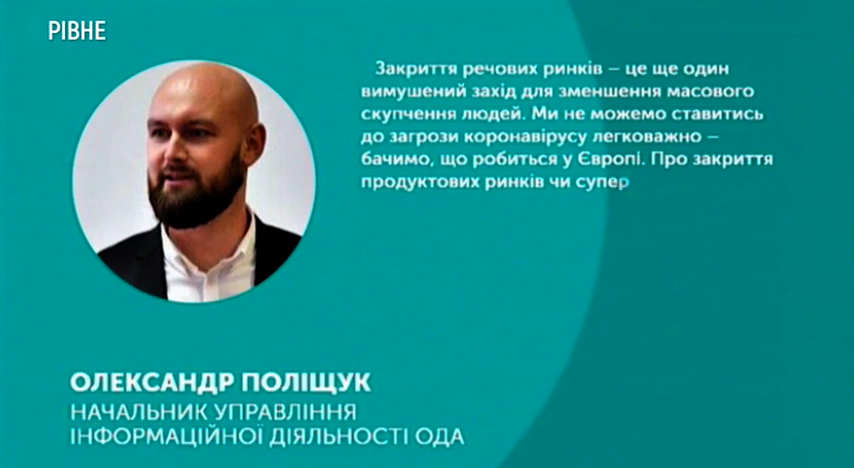 РІВНЕ
Закриття речових ринків – це ще один
вимушений захід для зменшення масового
скупчення людей. Ми не можемо ставитись
до загрози коронавірусу легковажно –
бачимо, що робиться у Європі. Про закриття
продуктових ринків чи супер
ОЛЕКСАНДР ПОЛІЩУК
НАЧАЛЬНИК УПРАВЛІННЯ
ІНФОРМАЦІЙНОЇ ДІЯЛЬНОСТІ ОДА